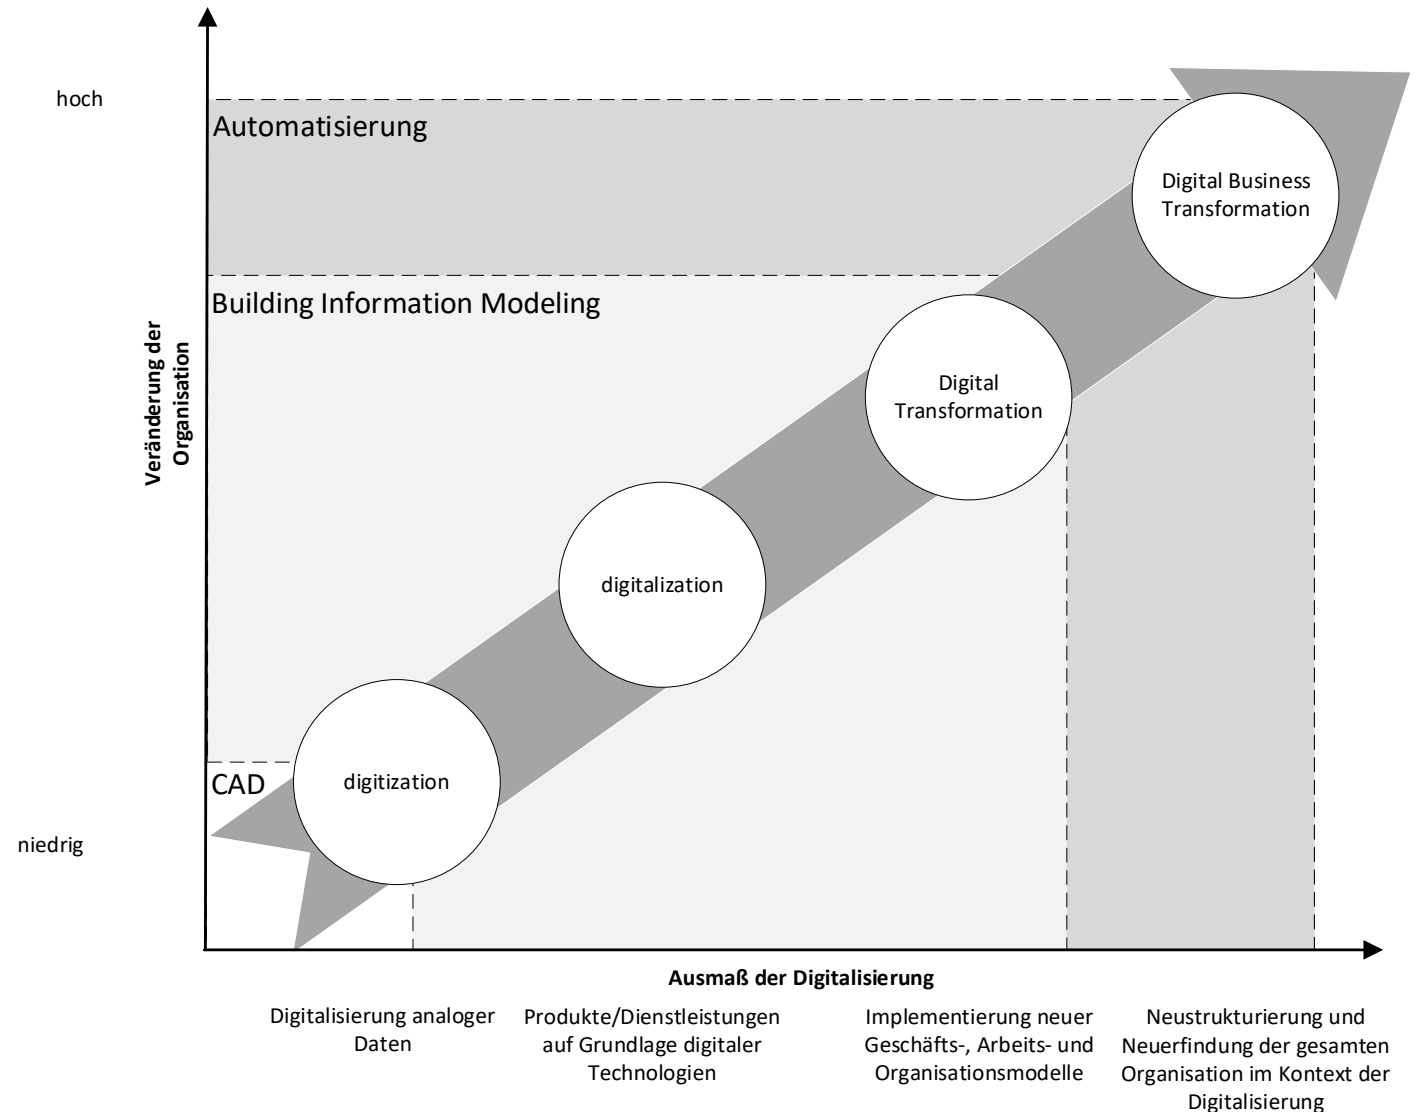 hoch
Automatisierung
Digital Business
Transformation
Building Information Modeling
Veränderung der
Organisation
Digital
Transformation
digitalization
CAD
digitization
niedrig
Ausmaß der Digitalisierung
Digitalisierung analoger
Daten
Produkte/Dienstleistungen
auf Grundlage digitaler
Technologien
Implementierung neuer
Geschäfts-, Arbeits- und
Organisationsmodelle
Neustrukturierung und
Neuerfindung der gesamten
Organisation im Kontext der
Digitalisierung